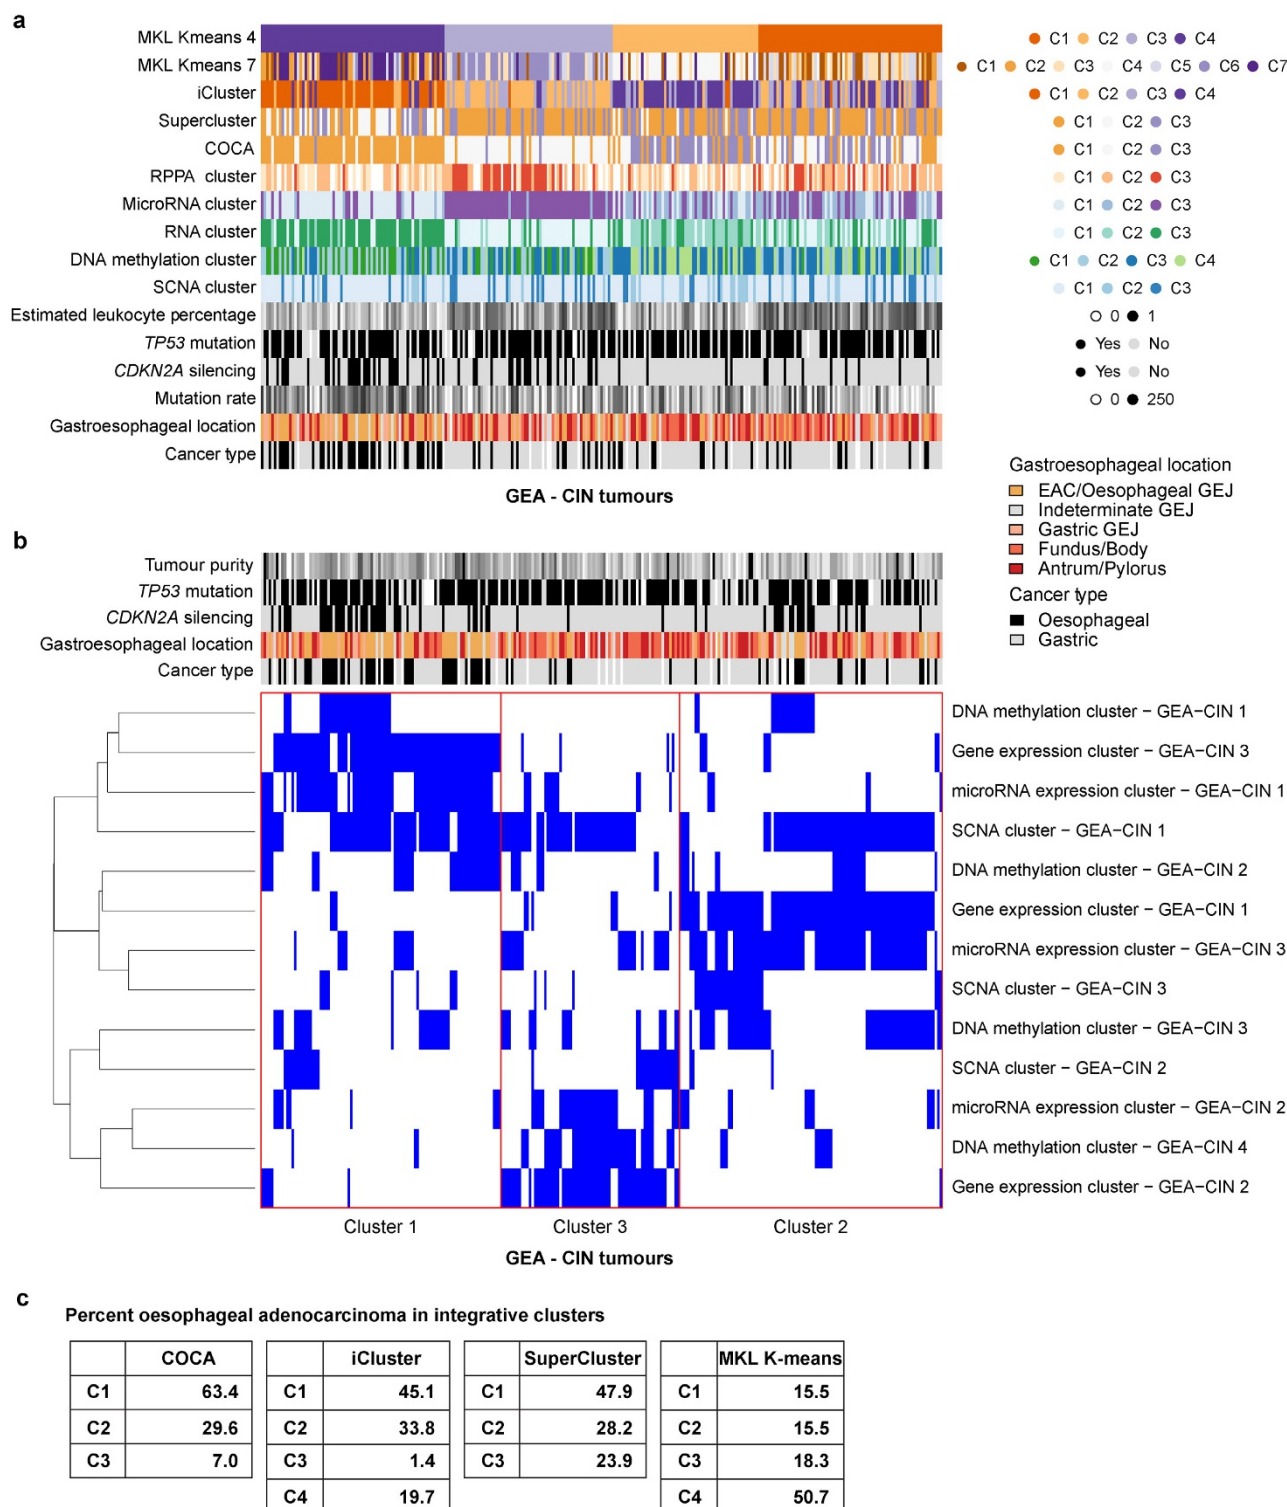 a
MKL Kmeans 4
C1 C2 C3 C4
MKL Kmeans 7
C1 C2 C3 C4 C5 C6 C7
iCluster
C1 C2 C3 C4
Supercluster
C1 C2 C3
COCA
C1 C2 C3
RPPA cluster
C1 C2 C3
MicroRNA cluster
C1 C2 C3
RNA cluster
C1 C2 C3
DNA methylation cluster
C1 C2 C3 C4
SCNA cluster
C1 C2 C3
Estimated leukocyte percentage
0 1
TP53 mutation
Yes No
CDKN2A silencing
Yes No
Mutation rate
0 250
Gastroesophageal location
Cancer type
GEA - CIN tumours
Gastroesophageal location
EAC/Oesophageal GEJ
Indeterminate GEJ
Gastric GEJ
Fundus/Body
Antrum/Pylorus
Cancer type
Oesophageal
Gastric
b
Tumour purity
TP53 mutation
CDKN2A silencing
Gastroesophageal location
Cancer type
DNA methylation cluster − GEA−CIN 1
Gene expression cluster − GEA−CIN 3
microRNA expression cluster − GEA−CIN 1
SCNA cluster − GEA−CIN 1
DNA methylation cluster − GEA−CIN 2
Gene expression cluster − GEA−CIN 1
microRNA expression cluster − GEA−CIN 3
SCNA cluster − GEA−CIN 3
DNA methylation cluster − GEA−CIN 3
SCNA cluster − GEA−CIN 2
microRNA expression cluster − GEA−CIN 2
DNA methylation cluster − GEA−CIN 4
Gene expression cluster − GEA−CIN 2
Cluster 1 Cluster 3 Cluster 2
GEA - CIN tumours
c
Percent oesophageal adenocarcinoma in integrative clusters
COCA
C1 63.4
C2 29.6
C3 7.0
iCluster
C1 45.1
C2 33.8
C3 1.4
C4 19.7
SuperCluster
C1 47.9
C2 28.2
C3 23.9
MKL K-means
C1 15.5
C2 15.5
C3 18.3
C4 50.7